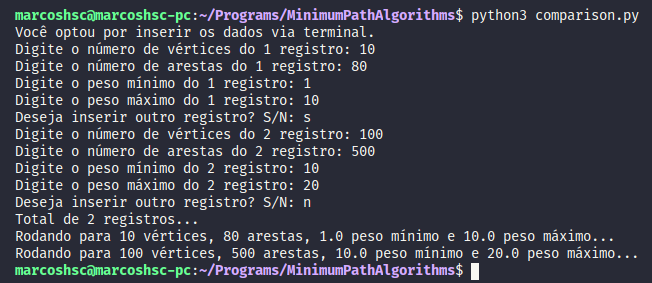 marcoshsc@marcoshsc-pc:~/Programs/MinimumPathAlgorithms$ python3 comparison.py
Você optou por inserir os dados via terminal.
Digite o número de vértices do 1 registro: 10
Digite o número de arestas do 1 registro: 80
Digite o peso mínimo do 1 registro: 1
Digite o peso máximo do 1 registro: 10
Deseja inserir outro registro? S/N: s
Digite o número de vértices do 2 registro: 100
Digite o número de arestas do 2 registro: 500
Digite o peso mínimo do 2 registro: 10
Digite o peso máximo do 2 registro: 20
Deseja inserir outro registro? S/N: n
Total de 2 registros...
Rodando para 10 vértices, 80 arestas, 1.0 peso mínimo e 10.0 peso máximo...
Rodando para 100 vértices, 500 arestas, 10.0 peso mínimo e 20.0 peso máximo...
marcoshsc@marcoshsc-pc:~/Programs/MinimumPathAlgorithms$